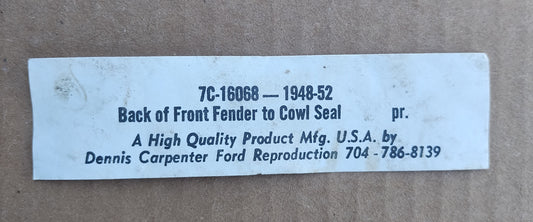 7C-16068 — 1948-52
Back of Front Fender to Cowl Seal pr.
A High Quality Product Mfg. U.S.A. by
Dennis Carpenter Ford Reproduction 704-786-8139